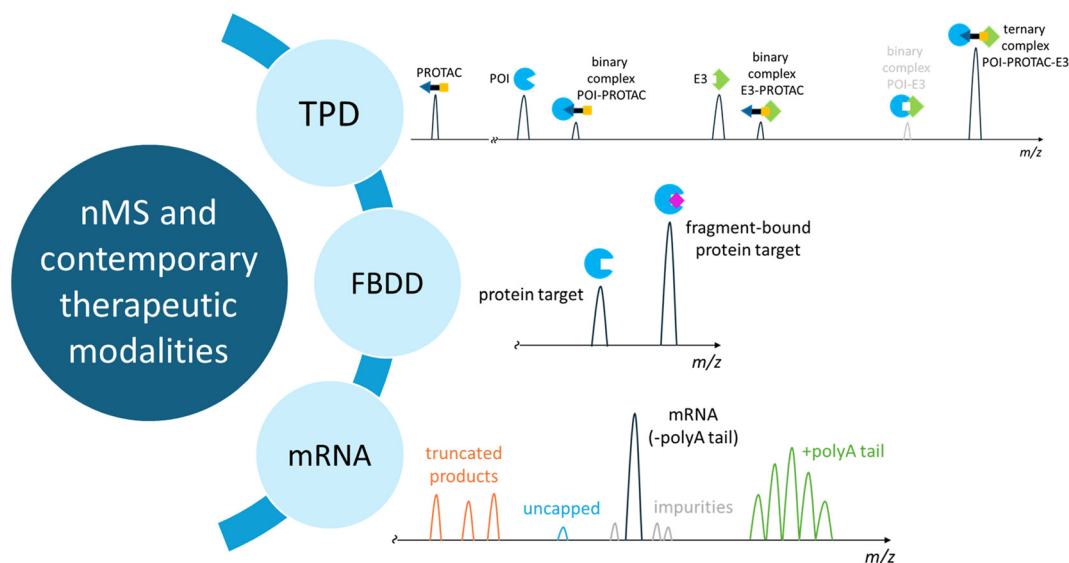 nMS and
contemporary
therapeutic
modalities
TPD
PROTAC
POI
binary
complex
POI-PROTAC
E3
binary
complex
E3-PROTAC
binary
complex
POI-E3
ternary
complex
POI-PROTAC-E3
m/z
FBDD
protein target
fragment-bound
protein target
m/z
mRNA
truncated
products
uncapped
mRNA
(-polyA tail)
impurities
+polyA tail
m/z